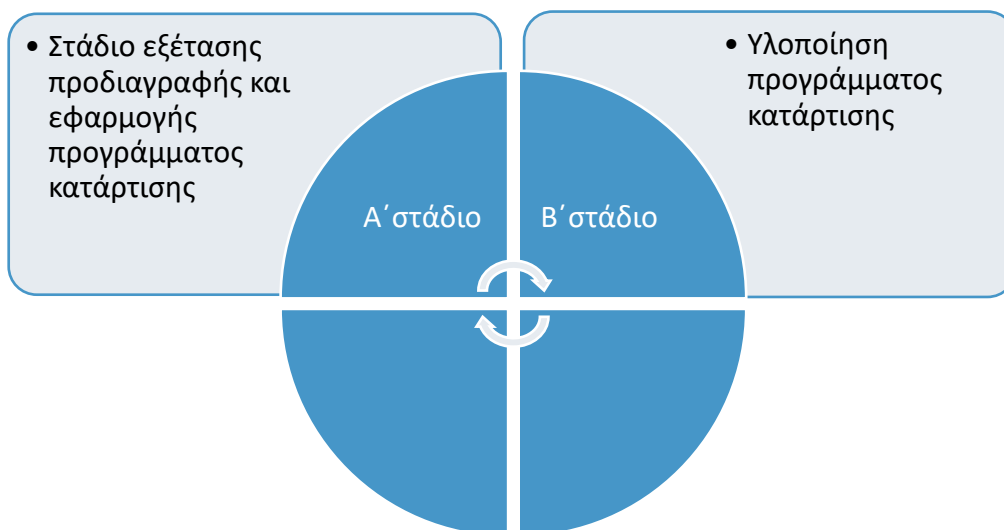 • Στάδιο εξέτασης
προδιαγραφής και
εφαρμογής
προγράμματος
κατάρτισης
• Υλοποίηση
προγράμματος
κατάρτισης
Α΄στάδιο
Β΄στάδιο